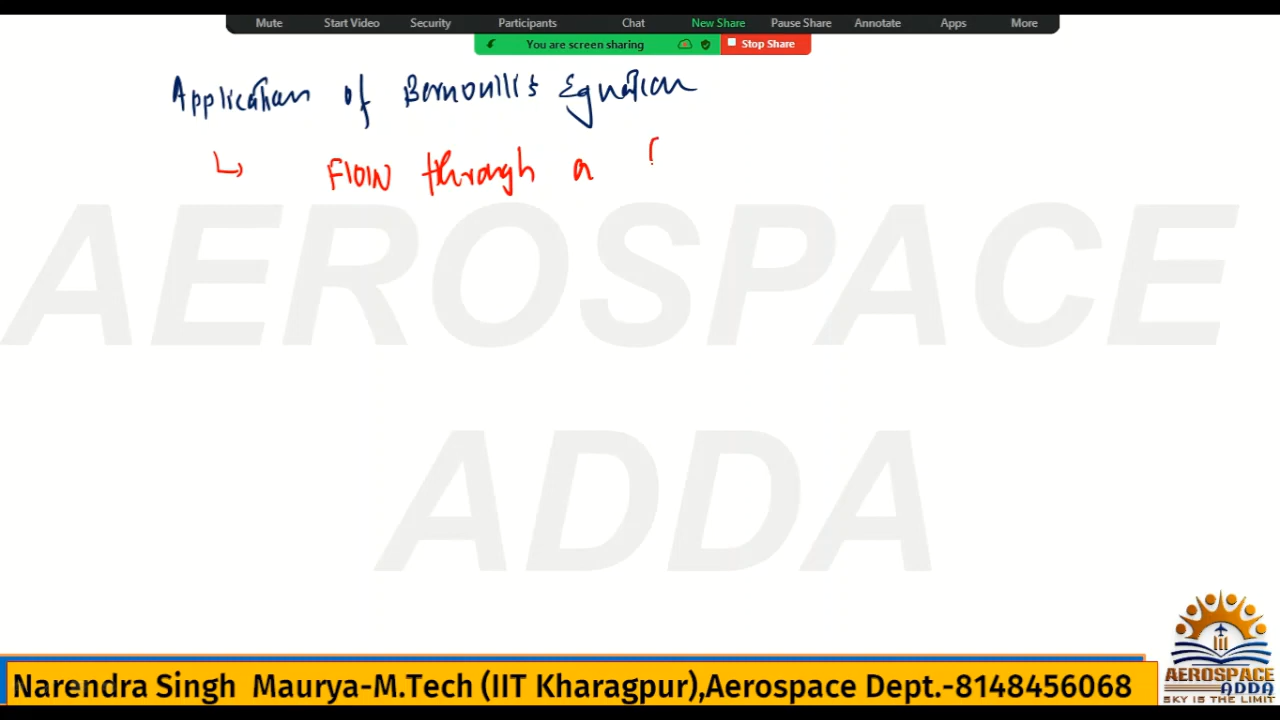 Mute Start Video Security Participants Chat New Share Pause Share Annotate Apps More
You are screen sharing Stop Share
Application of Bernoulli's Equation
Flow through a
AEROSPACE
ADDA
Narendra Singh Maurya-M.Tech (IIT Kharagpur),Aerospace Dept.-8148456068
AEROSPACE
ADDA
SKY IS THE LIMIT